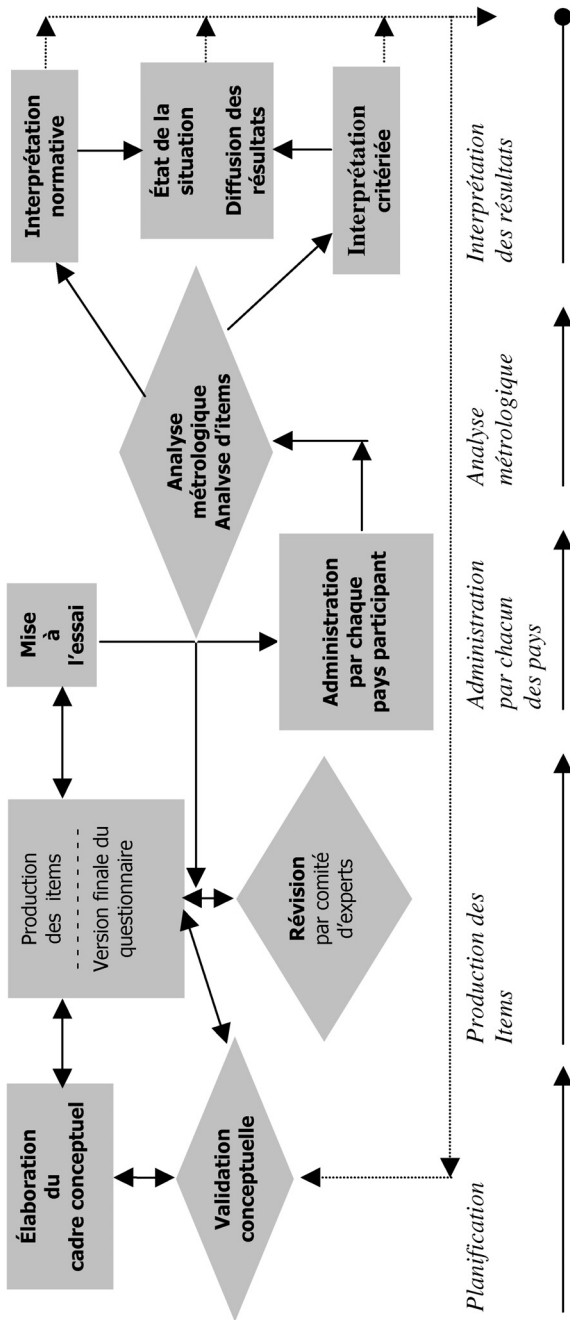 Élaboration
du
cadre conceptuel
Validation
conceptuelle
Production
des items
Version finale du
questionnaire
Révision
par comité
d'experts
Mise
à
l'essai
Administration
par chaque
pays participant
Analyse
métrologique
Analyse d'items
Interprétation
normative
État de la
situation
Diffusion des
résultats
Interprétation
critériée
Planification
Production des
Items
Administration
par chacun
des pays
Analyse
métrologique
Interprétation
des résultats